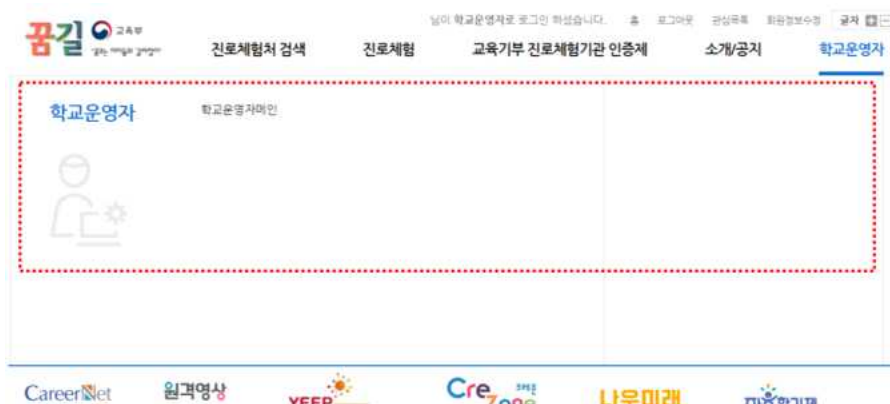 님이 학교운영자로 로그인 하셨습니다. 홈 로그아웃 관심목록 회원정보수정 글자
꿈길 교육부
진로체험처 검색 진로체험 교육기부 진로체험기관 인증제 소개/공지 학교운영자
학교운영자 학교운영자메인
CareerNet 원격영상 YEEP CreZone 나우미래